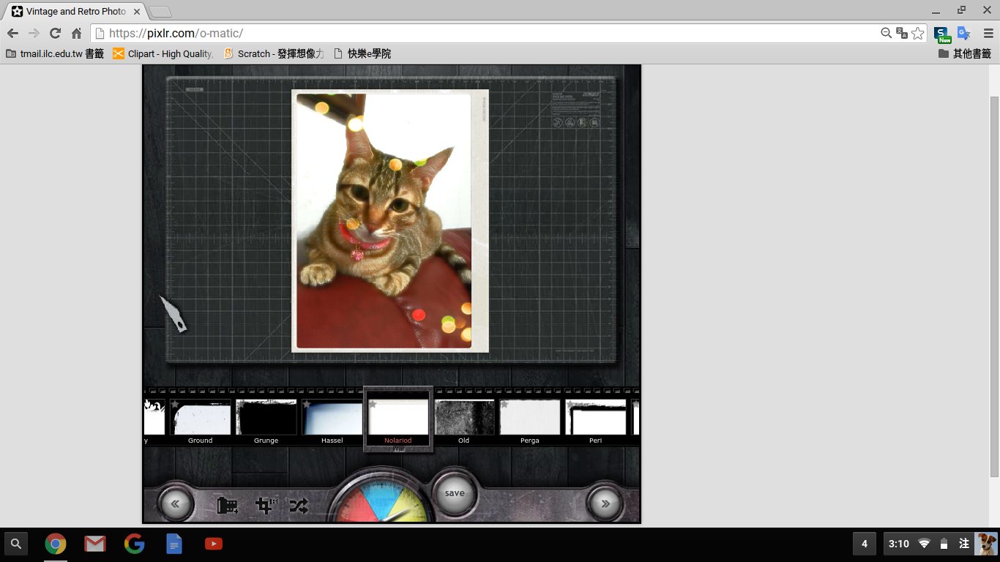 Vintage and Retro Photo
https://pixlr.com/o-matic/
New
tmail.ilc.edu.tw 書籤
Clipart - High Quality,
Scratch - 發揮想像力
快樂e學院
其他書籤
y
Ground
Grunge
Hassel
Nolariod
Old
Perga
Peri
save
4
3:10
注